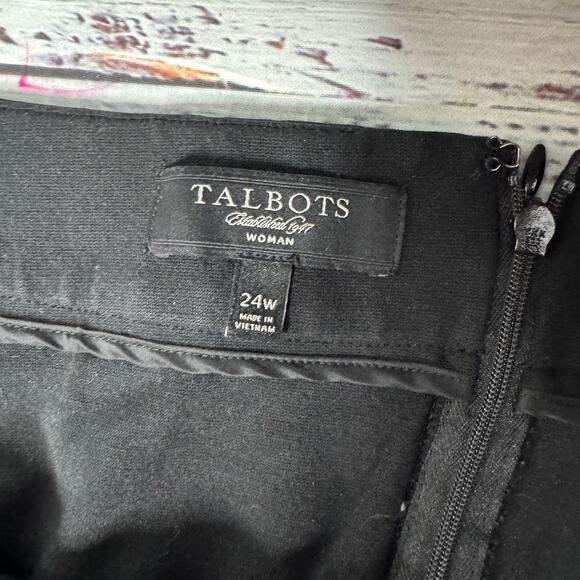 TALBOTS
Established 1947
WOMAN
24W
MADE IN
VIETNAM